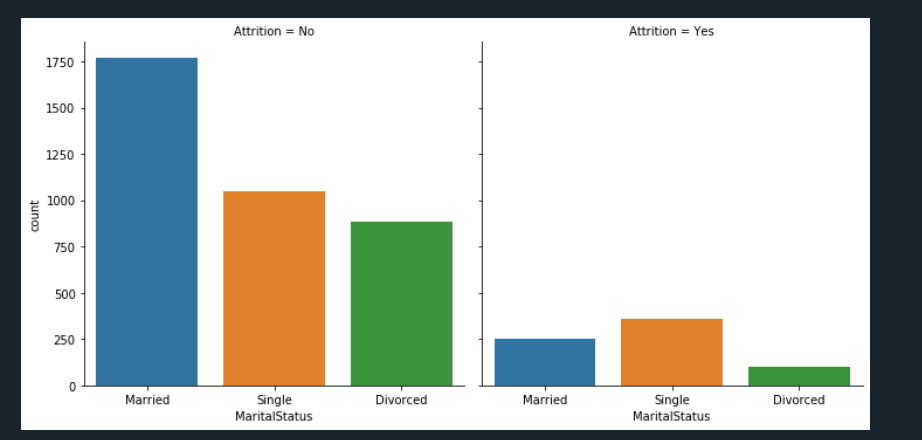 Attrition = No
Attrition = Yes
1750
1500
1250
1000
750
500
250
0
count
Married Single Divorced
MaritalStatus
Married Single Divorced
MaritalStatus